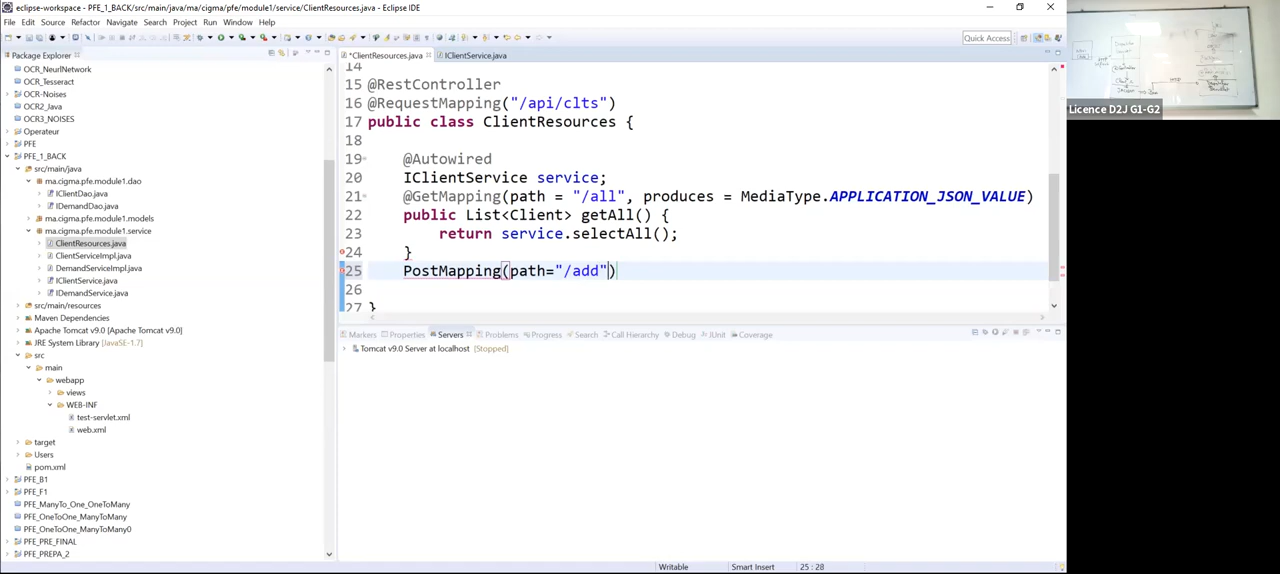 eclipse-workspace - PFE_1_BACK/src/main/java/ma/cigma/pfe/module1/service/ClientResources.java - Eclipse IDE
File Edit Source Refactor Navigate Search Project Run Window Help
Quick Access
Package Explorer
OCR_NeurlNetwork
OCR_Tesseract
OCR-Noises
OCR2_Java
OCR3_NOISES
Operateur
PFE
PFE_1_BACK
src/main/java
ma.cigma.pfe.module1.dao
IClientDao.java
IDemandDao.java
ma.cigma.pfe.module1.models
ma.cigma.pfe.module1.service
ClientResources.java
ClientServiceImpl.java
DemandServiceImpl.java
IClientService.java
IDemandService.java
src/main/resources
Maven Dependencies
Apache Tomcat v9.0 [Apache Tomcat v9.0]
JRE System Library [JavaSE-1.7]
src
main
webapp
views
WEB-INF
test-servlet.xml
web.xml
target
Users
pom.xml
PFE_B1
PFE_F1
PFE_ManyTo_One_OneToMany
PFE_OneToOne_ManyToMany
PFE_OneToOne_ManyToMany0
PFE_PRE_FINAL
PFE_PREPA_2
*ClientResources.java IClientService.java
14
15 @RestController
16 @RequestMapping("/api/clts")
17 public class ClientResources {
18
19 @Autowired
20 IClientService service;
21 @GetMapping(path = "/all", produces = MediaType.APPLICATION_JSON_VALUE)
22 public List<Client> getAll() {
23 return service.selectAll();
24 }
25 PostMapping(path="/add")
26
27 }
Markers Properties Servers Problems Progress Search Call Hierarchy Debug JUnit Coverage
Tomcat v9.0 Server at localhost [Stopped]
Writable Smart Insert 25 : 28
Licence D2J G1-G2